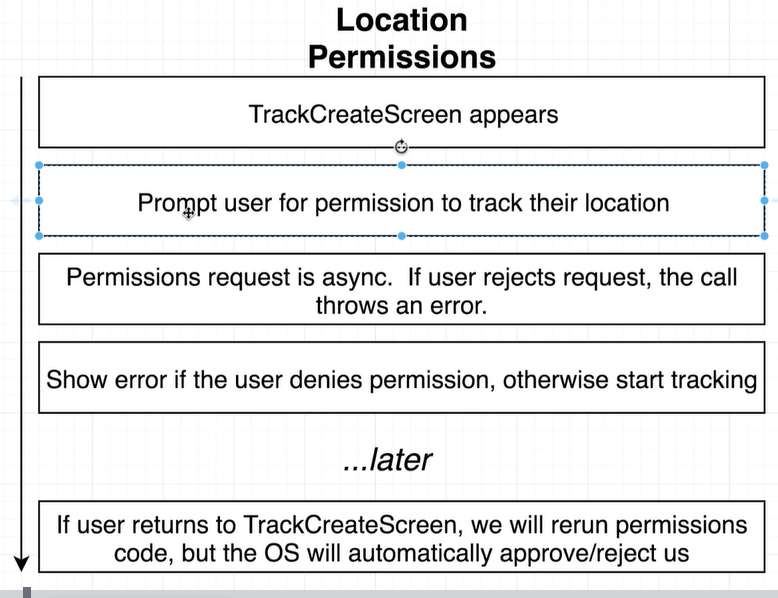 Location
Permissions
TrackCreateScreen appears
Prompt user for permission to track their location
Permissions request is async.  If user rejects request, the call
throws an error.
Show error if the user denies permission, otherwise start tracking
...later
If user returns to TrackCreateScreen, we will rerun permissions
code, but the OS will automatically approve/reject us